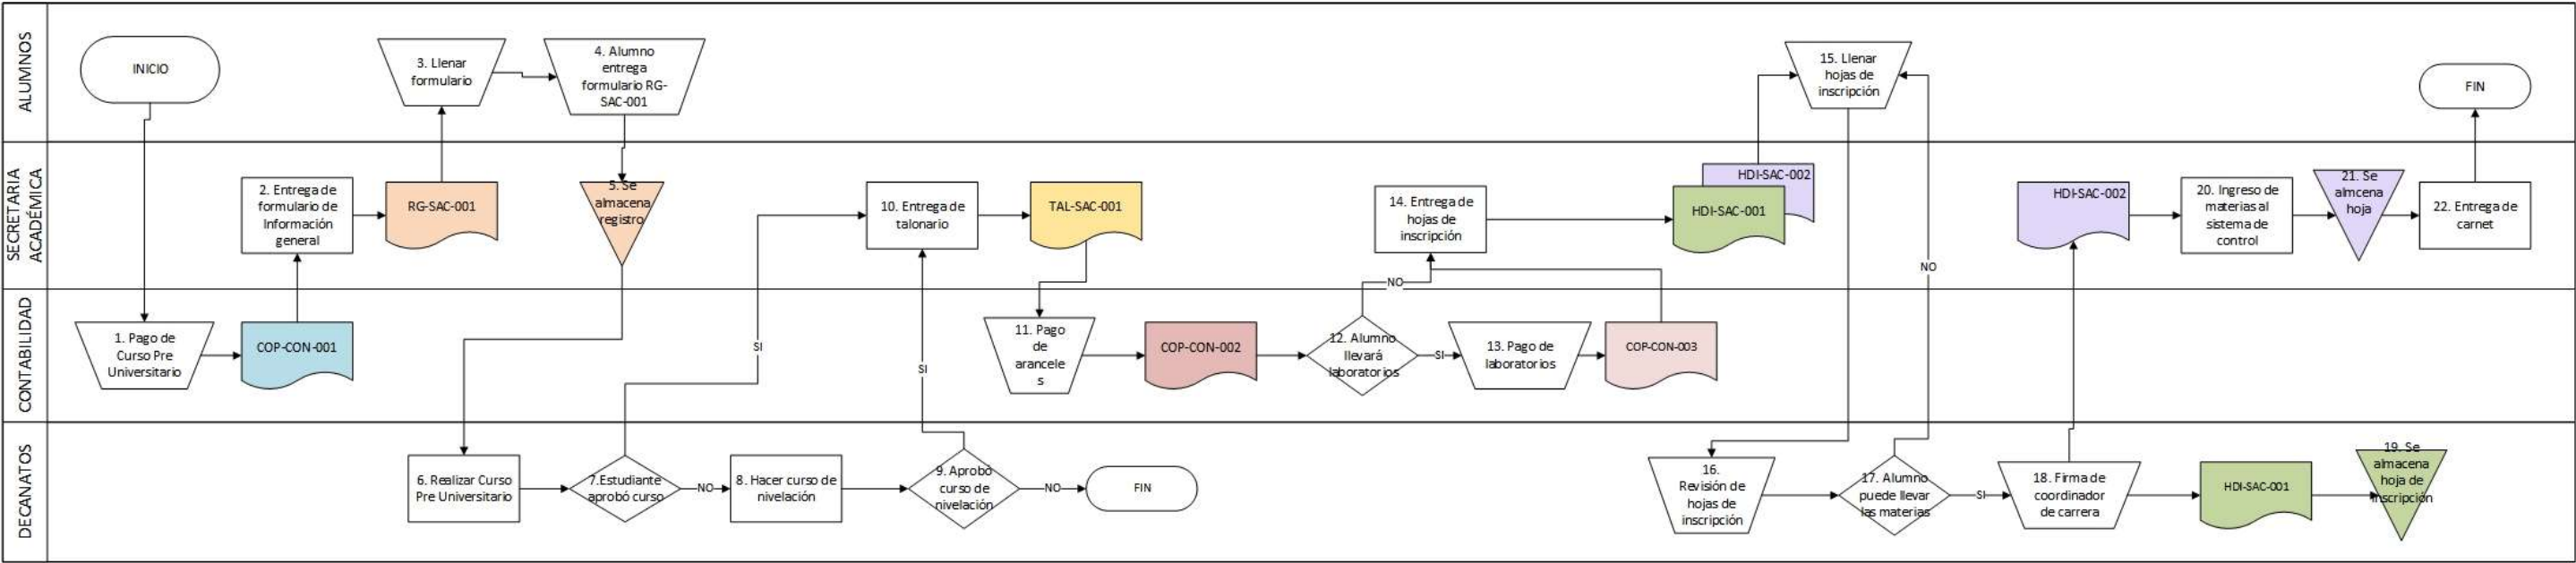 ALUMNOS
INICIO
3. Llenar
formulario
4. Alumno
entrega
formulario RG-
SAC-001
15. Llenar
hojas de
inscripción
FIN
SECRETARIA
ACADÉMICA
2. Entrega de
formulario de
Información
general
RG-SAC-001
5. Se
almacena
registro
10. Entrega de
talonario
TAL-SAC-001
14. Entrega de
hojas de
inscripción
HDI-SAC-002
HDI-SAC-001
NO
HDI-SAC-002
20. Ingreso de
materias al
sistema de
control
21. Se
almcena
hoja
22. Entrega de
carnet
NO
CONTABILIDAD
1. Pago de
Curso Pre
Universitario
COP-CON-001
SI
SI
11. Pago
de
arancele
s
COP-CON-002
12. Alumno
llevará
laboratorios
SI
13. Pago de
laboratorios
COP-CON-003
DECANATOS
6. Realizar Curso
Pre Universitario
7.Estudiante
aprobó curso
NO
8. Hacer curso de
nivelación
9. Aprobó
curso de
nivelación
NO
FIN
16.
Revisión de
hojas de
inscripción
17. Alumno
puede llevar
las materias
SI
18. Firma de
coordinador
de carrera
HDI-SAC-001
19. Se
almacena
hoja de
inscripción